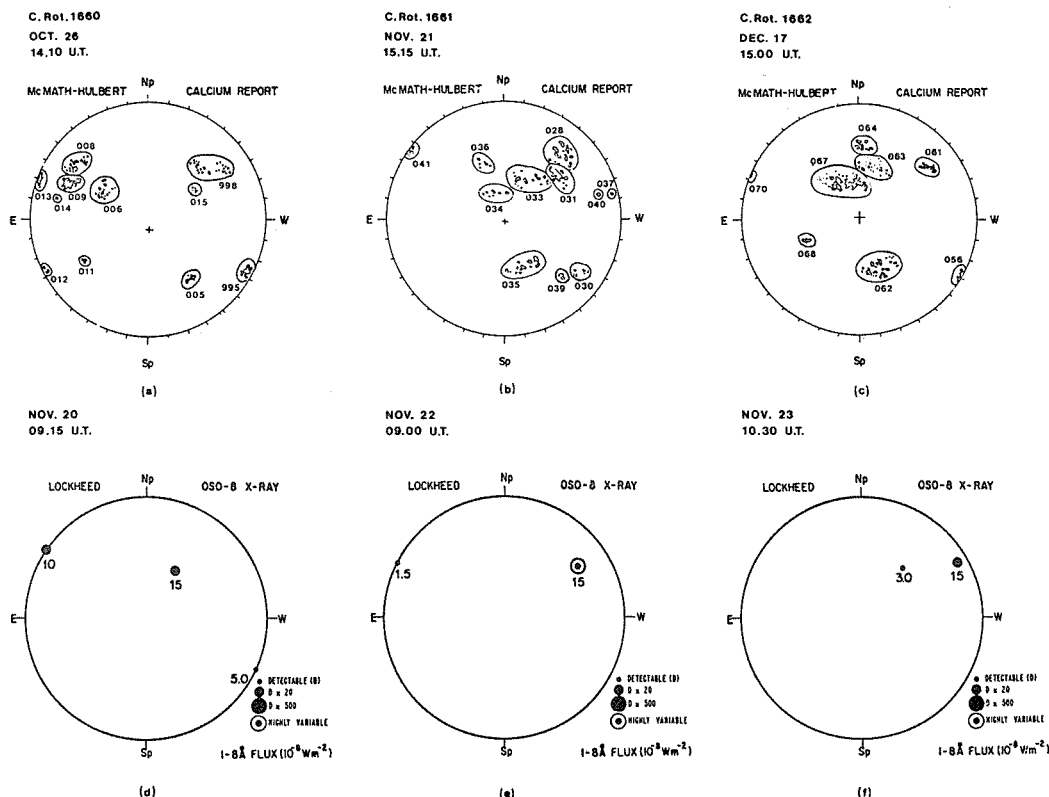 C.Rot.1660
OCT. 26
14.10 U.T.
Np
McMATH-HULBERT
CALCIUM REPORT
008
013
009
014
006
998
015
E
W
012
011
005
995
Sp
(a)
C.Rot.1661
NOV. 21
15.15 U.T.
Np
McMATH-HULBERT
CALCIUM REPORT
041
036
028
034
033
031
037
040
E
W
035
039
030
Sp
(b)
C.Rot.1662
DEC. 17
15.00 U.T.
Np
McMATH-HULBERT
CALCIUM REPORT
064
067
063
061
070
E
W
068
062
056
Sp
(c)
NOV. 20
09.15 U.T.
Np
LOCKHEED
OSO-8 X-RAY
10
15
E
W
5.0
DETECTABLE (D)
D x 20
D x 500
HIGHLY VARIABLE
Sp
1-8Å FLUX (10⁻⁸ Wm⁻²)
(d)
NOV. 22
09.00 U.T.
Np
LOCKHEED
OSO-8 X-RAY
1.5
15
E
W
DETECTABLE (D)
D x 20
D x 500
HIGHLY VARIABLE
Sp
1-8Å FLUX (10⁻⁸ Wm⁻²)
(e)
NOV. 23
10.30 U.T.
Np
LOCKHEED
OSO-8 X-RAY
3.0
15
E
W
DETECTABLE (D)
D x 20
D x 500
HIGHLY VARIABLE
Sp
1-8Å FLUX (10⁻⁸ Wm⁻²)
(f)